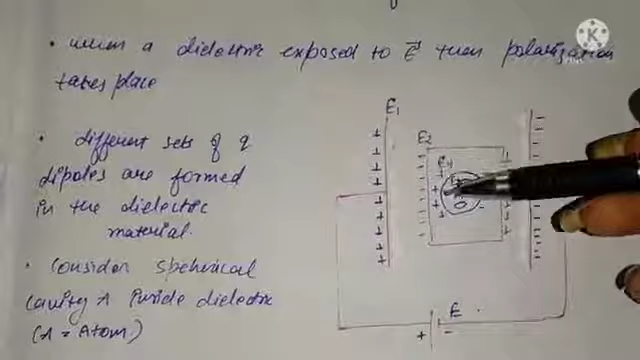 • when a dielectric exposed to E⃗ then polarization
takes place
• different sets of q
dipoles are formed
in the dielectric
material.
• Consider spherical
cavity A inside dielectric
(A = Atom)
E1
E2
E
+ -